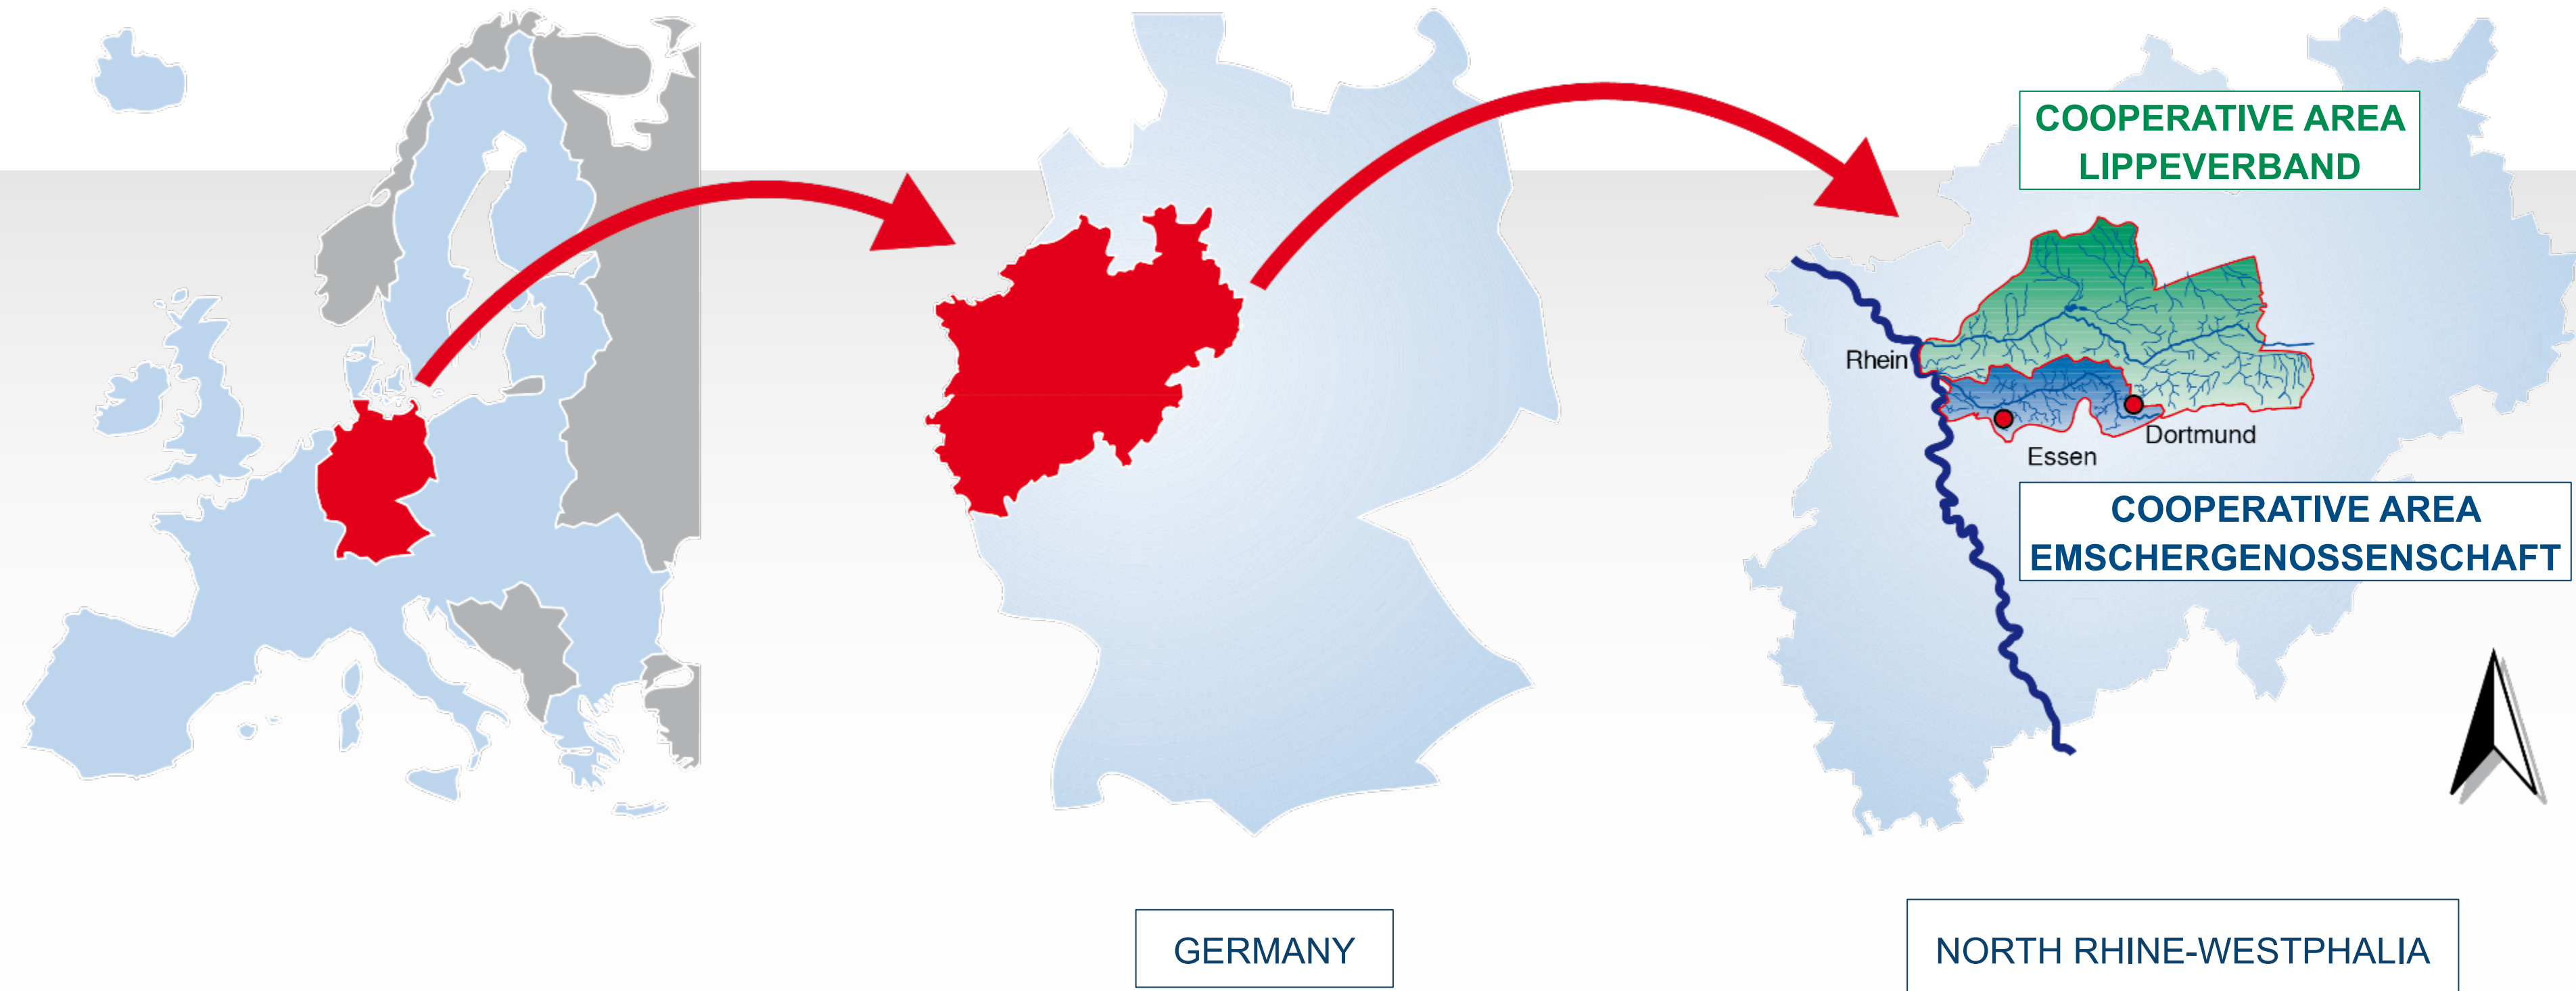 COOPERATIVE AREA
LIPPEVERBAND
Rhein
Dortmund
Essen
COOPERATIVE AREA
EMSCHERGENOSSENSCHAFT
GERMANY
NORTH RHINE-WESTPHALIA